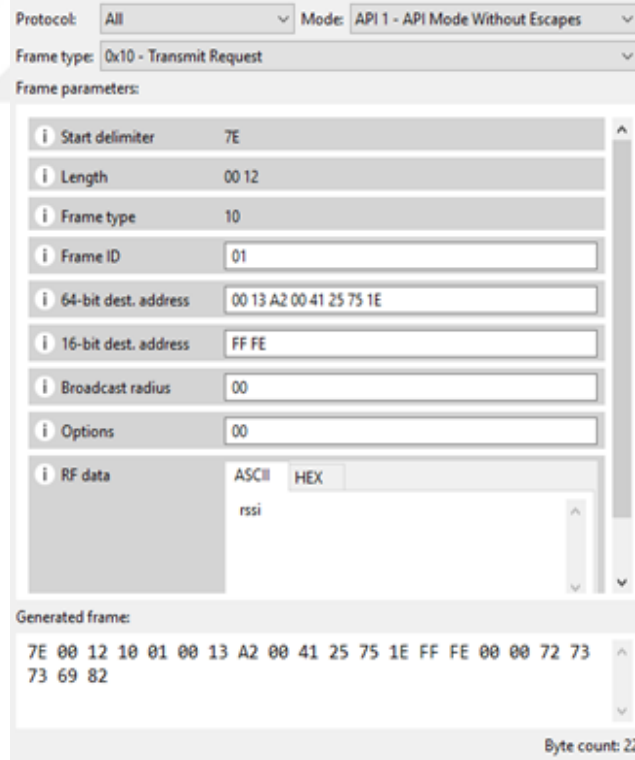 Protocol: All Mode: API 1 - API Mode Without Escapes
Frame type: 0x10 - Transmit Request
Frame parameters:
i Start delimiter 7E
i Length 00 12
i Frame type 10
i Frame ID 01
i 64-bit dest. address 00 13 A2 00 41 25 75 1E
i 16-bit dest. address FF FE
i Broadcast radius 00
i Options 00
i RF data ASCII HEX
rssi
Generated frame:
7E 00 12 10 01 00 13 A2 00 41 25 75 1E FF FE 00 00 72 73
73 69 82
Byte count: 22